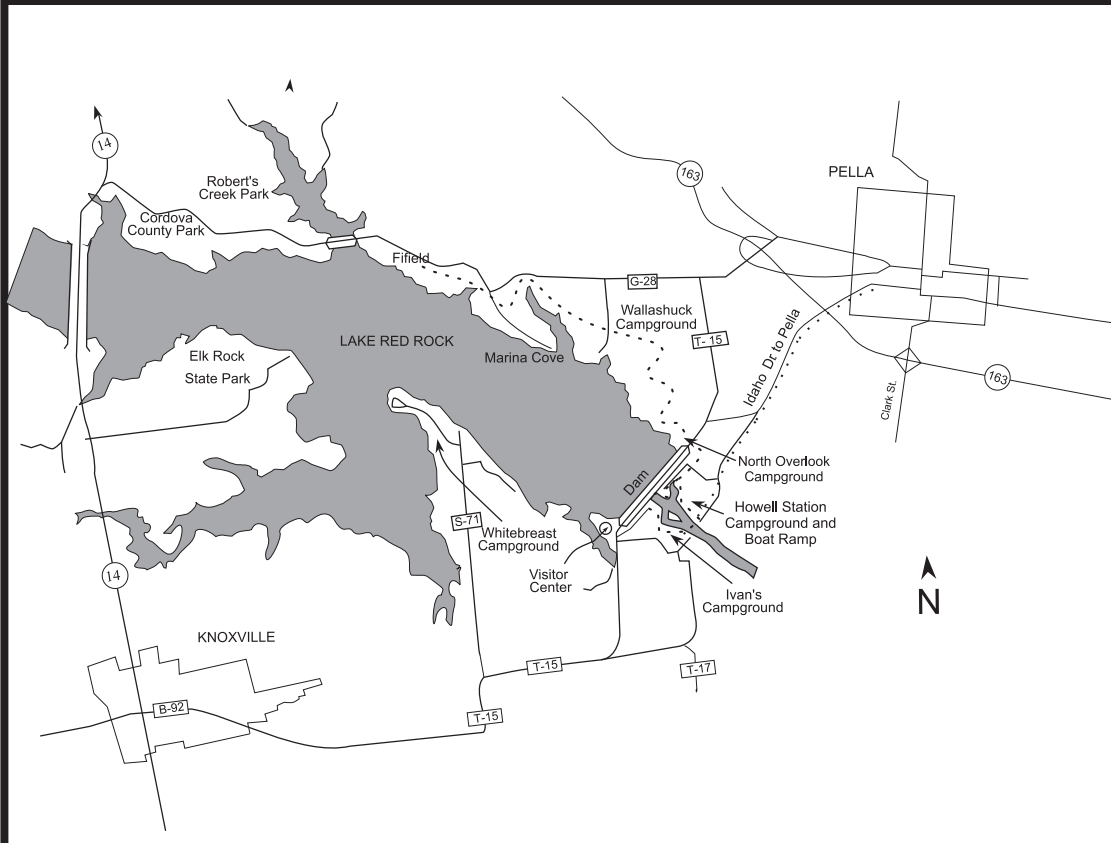 14
163
PELLA
Robert's
Creek Park
Cordova
County Park
Fifield
G-28
Wallashuck
Campground
LAKE RED ROCK
T- 15
Elk Rock
State Park
Marina Cove
Idaho Dr to Pella
163
Clark St.
North Overlook
Campground
Dam
Howell Station
Campground and
Boat Ramp
S-71
Whitebreast
Campground
Visitor
Center
Ivan's
Campground
14
N
KNOXVILLE
T-15
T-17
B-92
T-15